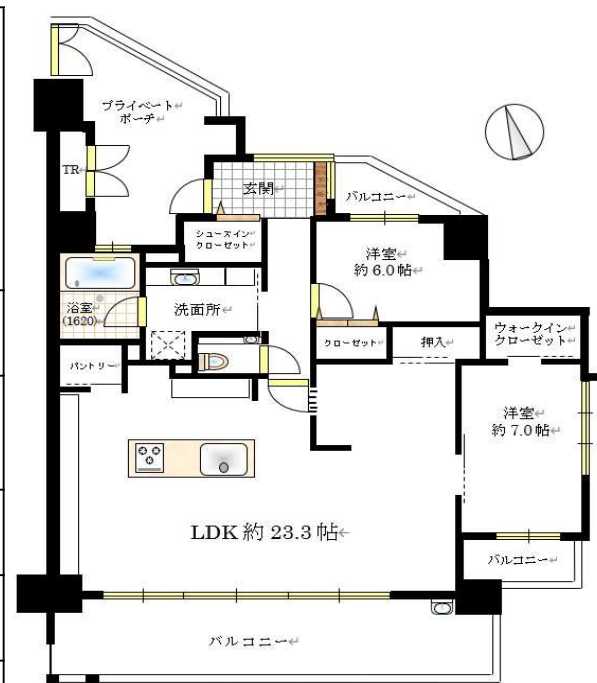 プライベート
ポーチ
TR
玄関
バルコニー
シューズイン
クローゼット
洋室
約 6.0 帖
浴室
(1620)
洗面所
クローゼット
押入
ウォークイン
クローゼット
パントリー
洋室
約 7.0 帖
LDK 約 23.3 帖
バルコニー
バルコニー